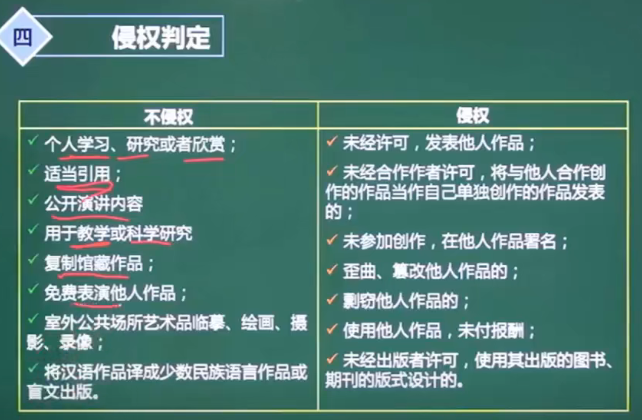 四
侵权判定
不侵权
✓个人学习、研究或者欣赏；
✓适当引用；
✓公开演讲内容
✓用于教学或科学研究
✓复制馆藏作品；
✓免费表演他人作品；
✓室外公共场所艺术品临摹、绘画、摄
影、录像；
✓将汉语作品译成少数民族语言作品或
盲文出版。
侵权
✓未经许可，发表他人作品；
✓未经合作作者许可，将与他人合作创
作的作品当作自己单独创作的作品发表
的；
✓未参加创作，在他人作品署名；
✓歪曲、篡改他人作品的；
✓剽窃他人作品的；
✓使用他人作品，未付报酬；
✓未经出版者许可，使用其出版的图书、
期刊的版式设计的。